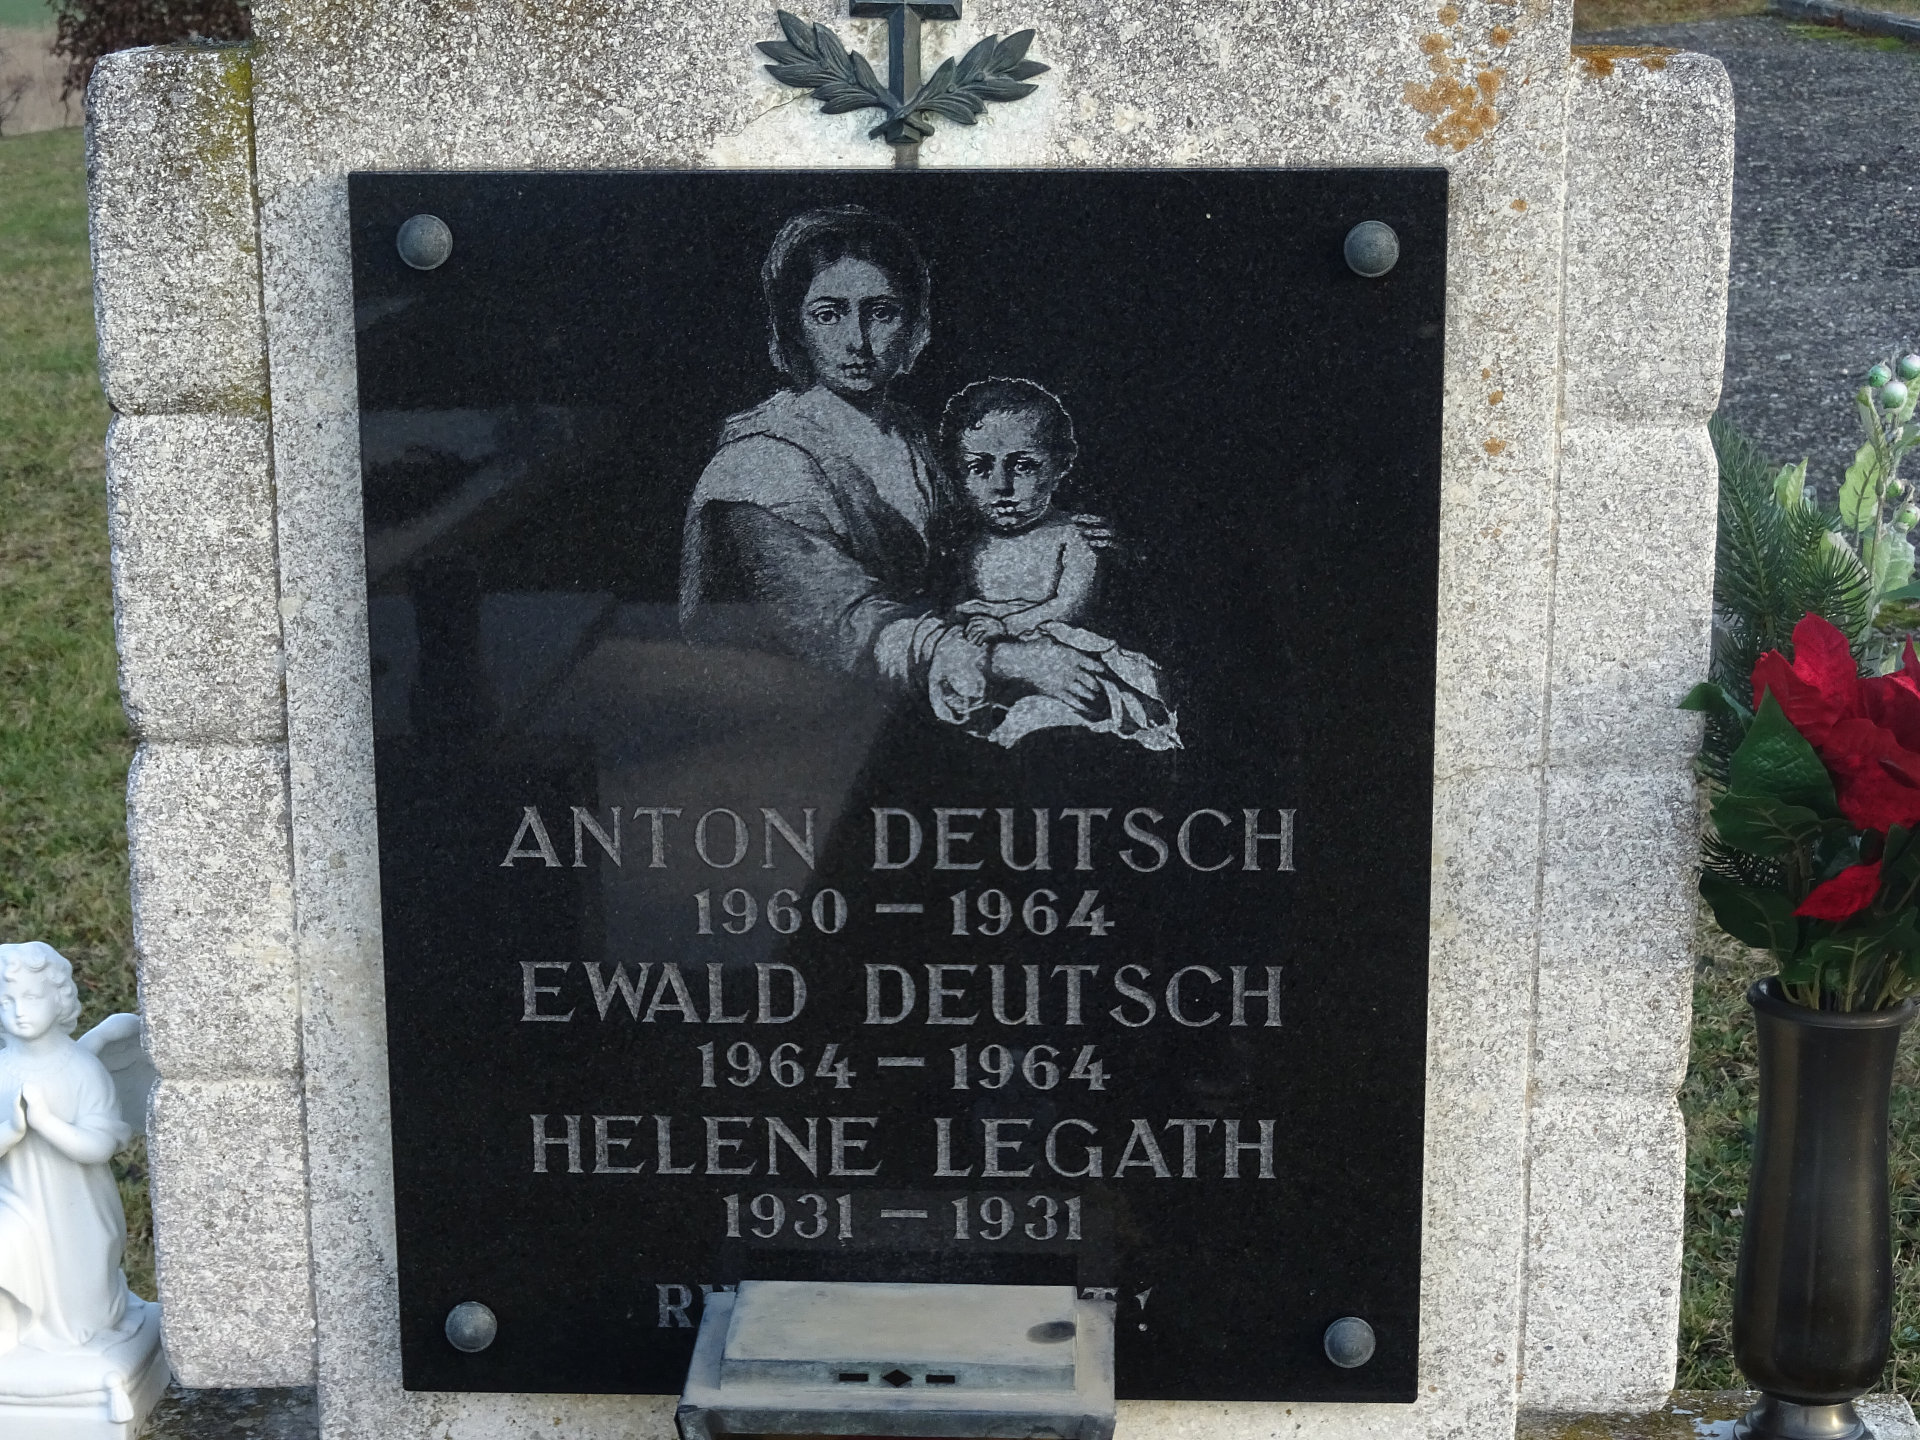 ANTON DEUTSCH
1960 – 1964
EWALD DEUTSCH
1964 – 1964
HELENE LEGATH
1931 – 1931